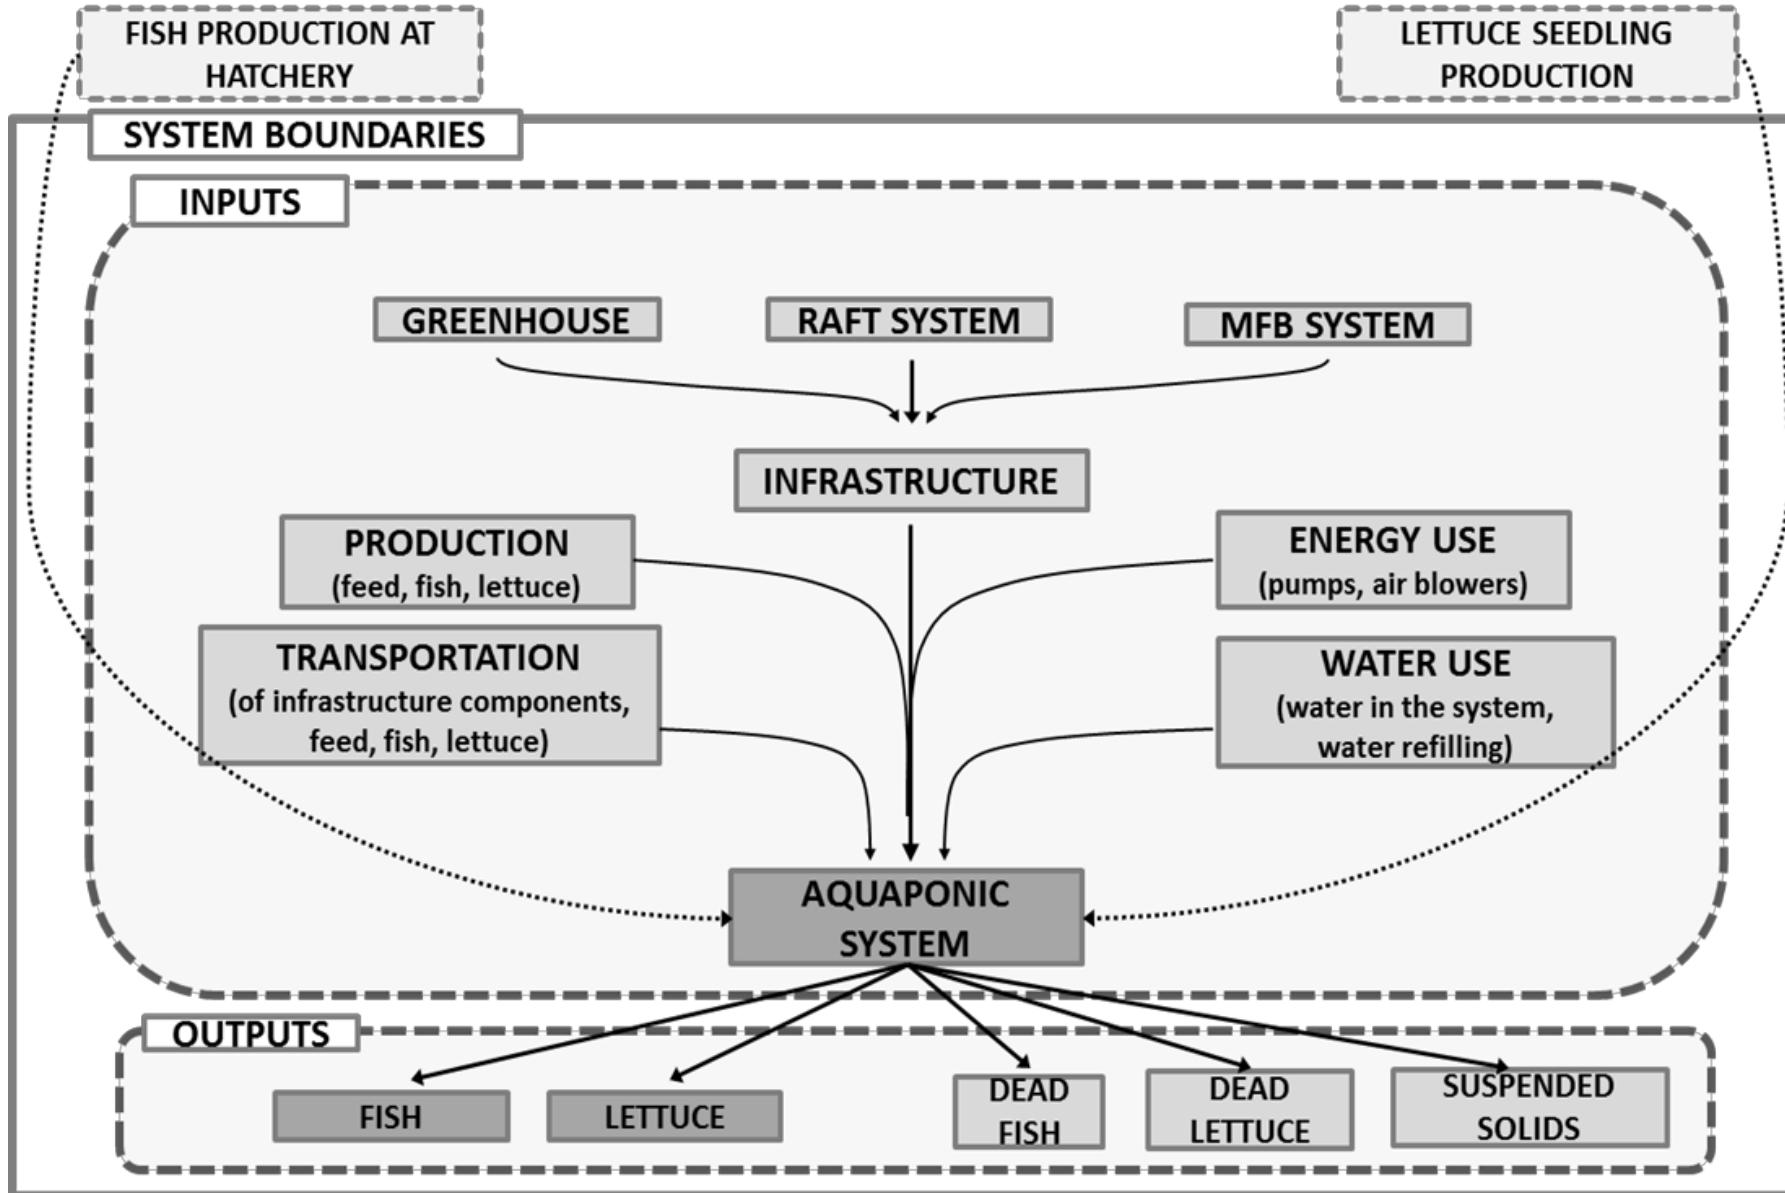 FISH PRODUCTION AT
HATCHERY
LETTUCE SEEDLING
PRODUCTION
SYSTEM BOUNDARIES
INPUTS
GREENHOUSE
RAFT SYSTEM
MFB SYSTEM
INFRASTRUCTURE
PRODUCTION
(feed, fish, lettuce)
ENERGY USE
(pumps, air blowers)
TRANSPORTATION
(of infrastructure components,
feed, fish, lettuce)
WATER USE
(water in the system,
water refilling)
AQUAPONIC
SYSTEM
OUTPUTS
FISH
LETTUCE
DEAD
FISH
DEAD
LETTUCE
SUSPENDED
SOLIDS